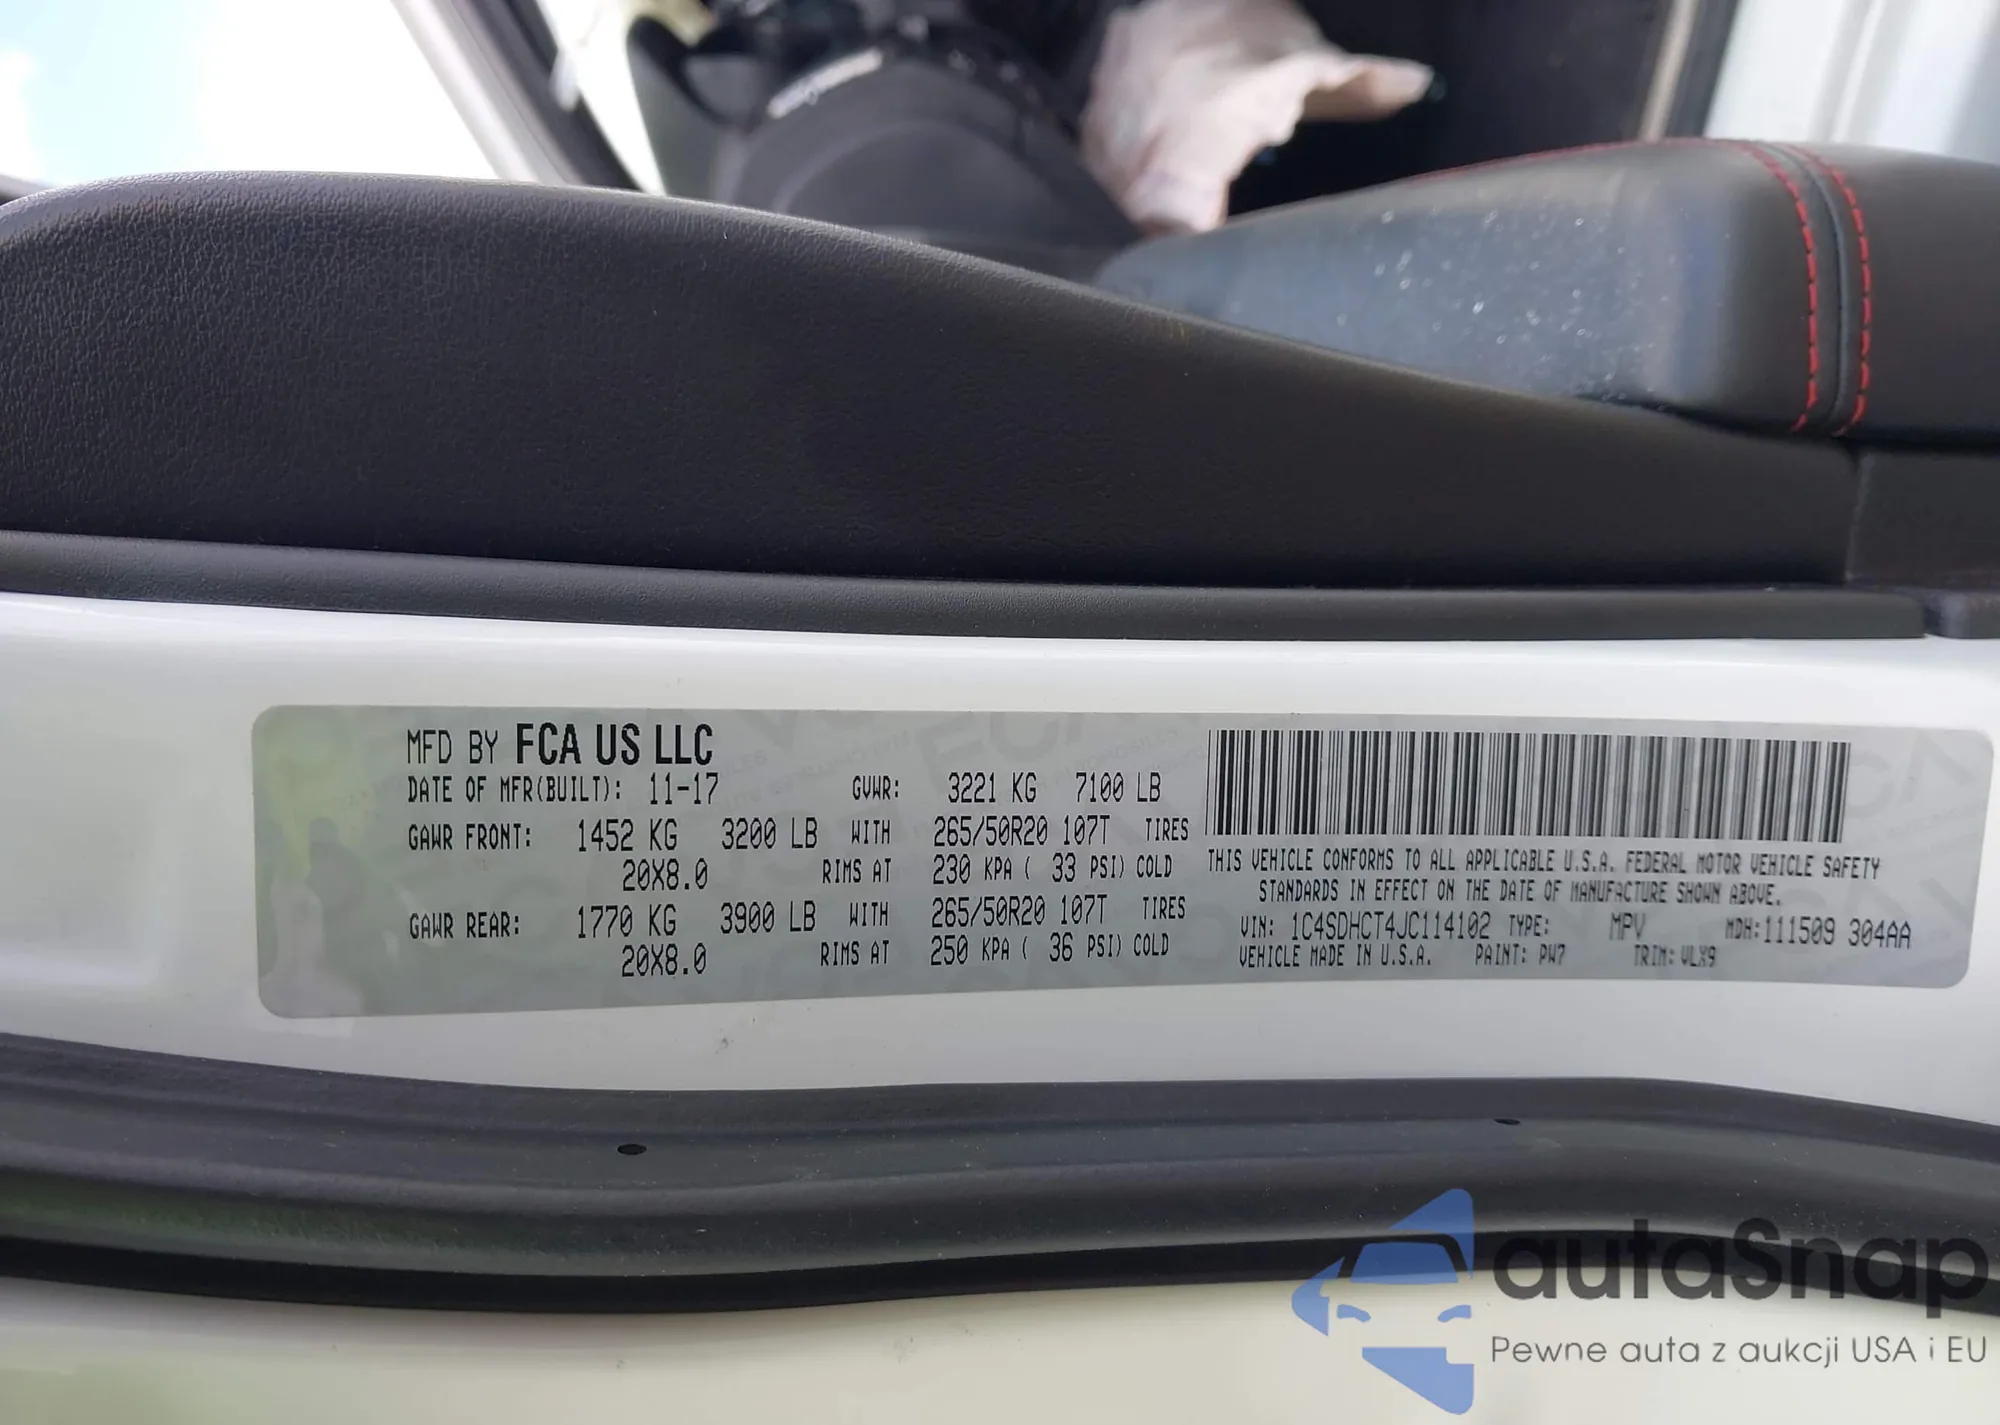 MFD BY FCA US LLC
DATE OF MFR(BUILT): 11-17 GVWR: 3221 KG 7100 LB
GAWR FRONT: 1452 KG 3200 LB WITH 265/50R20 107T TIRES
20X8.0 RIMS AT 230 KPA ( 33 PSI) COLD
GAWR REAR: 1770 KG 3900 LB WITH 265/50R20 107T TIRES
20X8.0 RIMS AT 250 KPA ( 36 PSI) COLD
THIS VEHICLE CONFORMS TO ALL APPLICABLE U.S.A. FEDERAL MOTOR VEHICLE SAFETY
STANDARDS IN EFFECT ON THE DATE OF MANUFACTURE SHOWN ABOVE.
VIN: 1C4SDHCT4JC114102 TYPE: MPV MDH:111509 304AA
VEHICLE MADE IN U.S.A. PAINT: PW7 TRIM: VLX9
autaSnap
Pewne auta z aukcji USA i EU